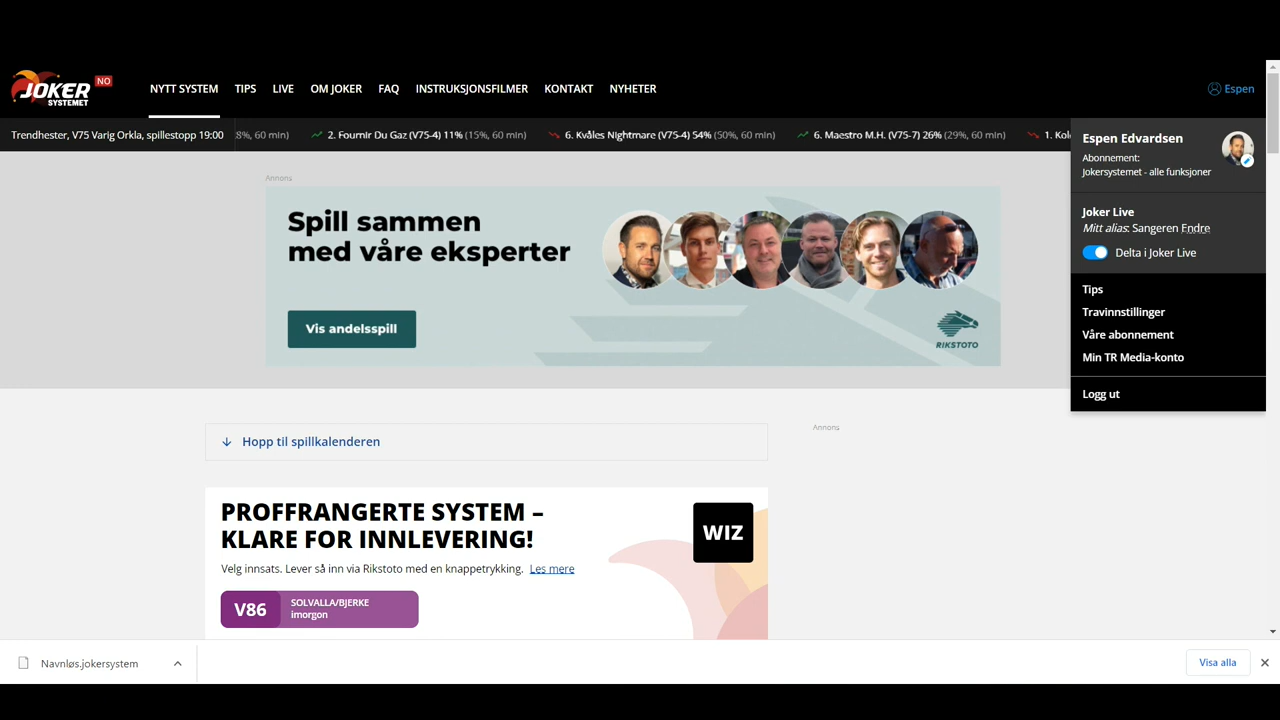 JOKER NO
SYSTEMET
NYTT SYSTEM TIPS LIVE OM JOKER FAQ INSTRUKSJONSFILMER KONTAKT NYHETER
Espen
Trendhester, V75 Varig Orkla, spillestopp 19:00
8%, 60 min) 2. Fournir Du Gaz (V75-4) 11% (15%, 60 min) 6. Kvåles Nightmare (V75-4) 54% (50%, 60 min) 6. Maestro M.H. (V75-7) 26% (29%, 60 min) 1. Kol
Espen Edvardsen
Abonnement:
Jokersystemet - alle funksjoner
Joker Live
Mitt alias: Sangeren Endre
Delta i Joker Live
Tips
Travinnstillinger
Våre abonnement
Min TR Media-konto
Logg ut
Annons
Spill sammen
med våre eksperter
Vis andelsspill
RIKSTOTO
Hopp til spillkalenderen
Annons
PROFFRANGERTE SYSTEM –
KLARE FOR INNLEVERING!
WIZ
Velg innsats. Lever så inn via Rikstoto med en knappetrykking. Les mere
V86 SOLVALLA/BJERKE
imorgon
Navnløs.jokersystem
Visa alla